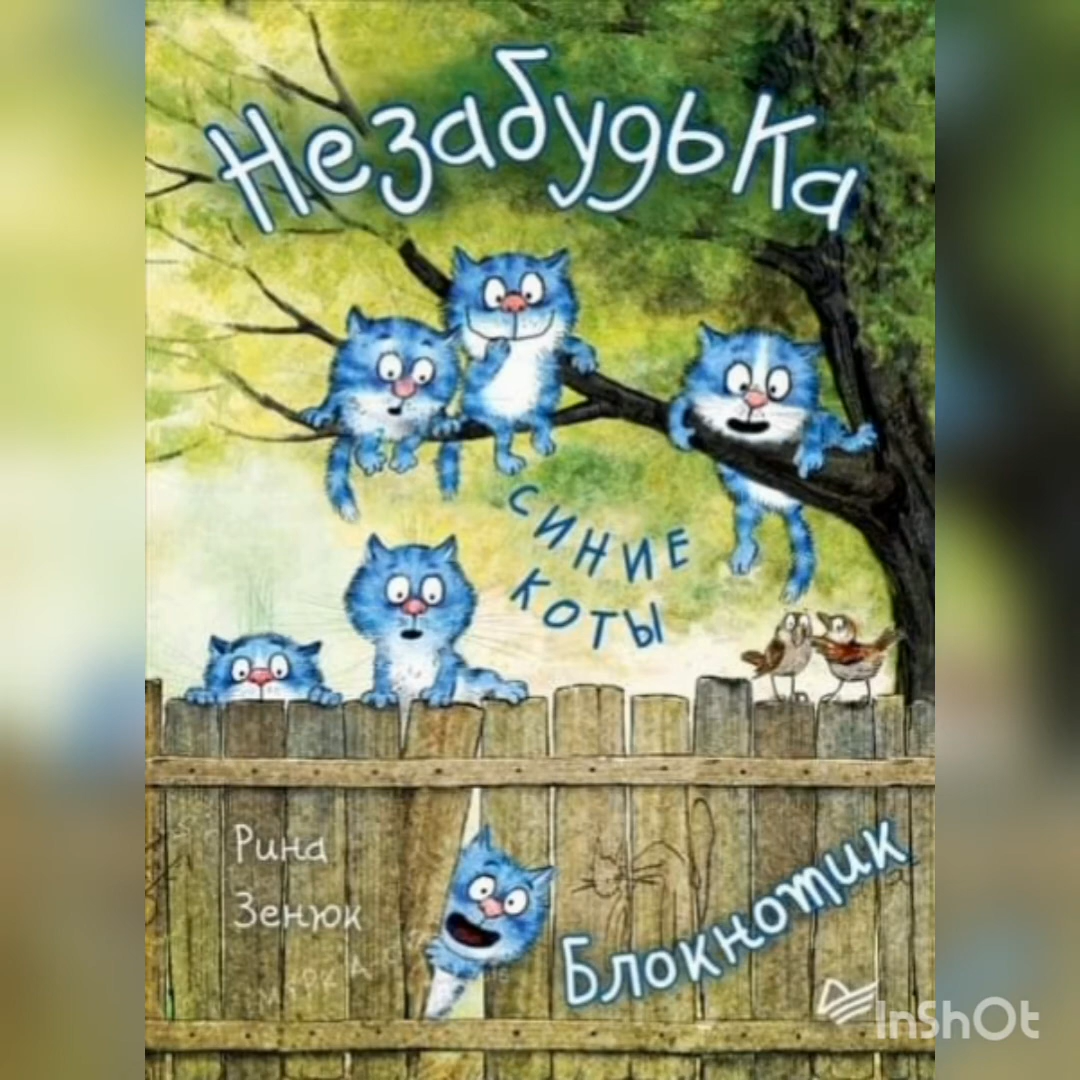 НезабудьКа
СИНИЕ
КОТЫ
Рина
Зенюк
Блокнотик
InShOt